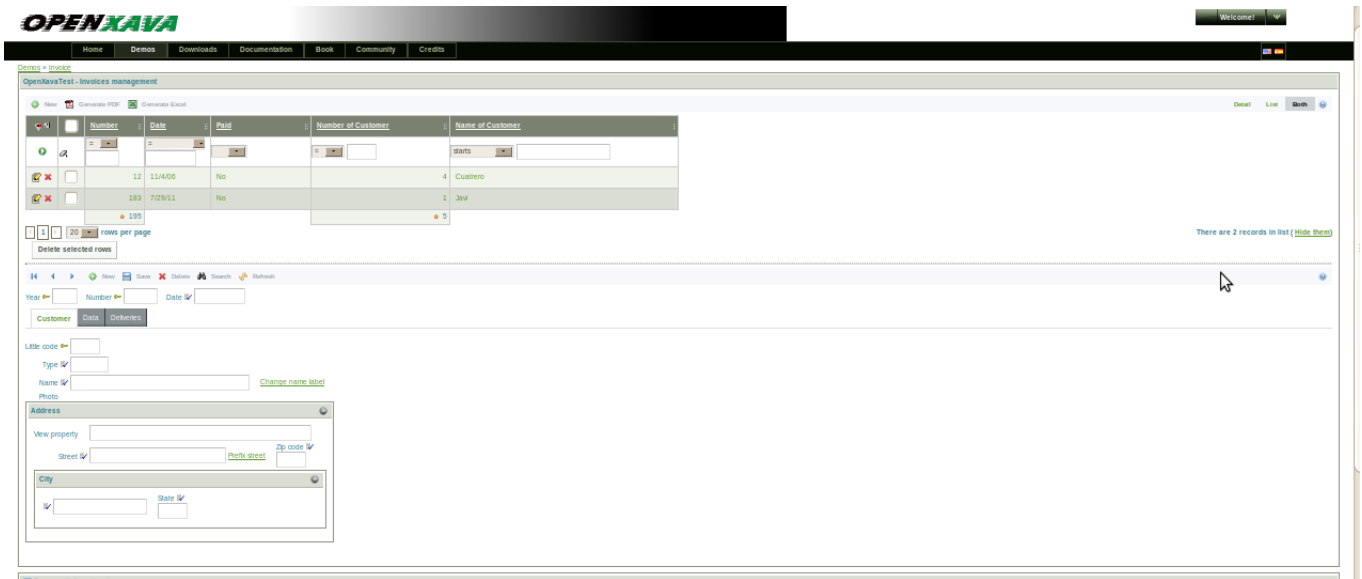 OPENXAVA
Welcome!
Home Demos Downloads Documentation Book Community Credits
Demos » Invoice
OpenXavaTest - Invoices management
New Generate PDF Generate Excel Detail List Both
Number Date Paid Number of Customer Name of Customer
= = = starts
12 11/4/06 No 4 Cuatrero
183 7/29/11 No 1 Javi
195 5
1 20 rows per page There are 2 records in list ( Hide them)
Delete selected rows
New Save Delete Search Refresh
Year Number Date
Customer Data Deliveries
Little code
Type
Name Change name label
Photo
Address
View property
Zip code
Street Prefix street
City
State